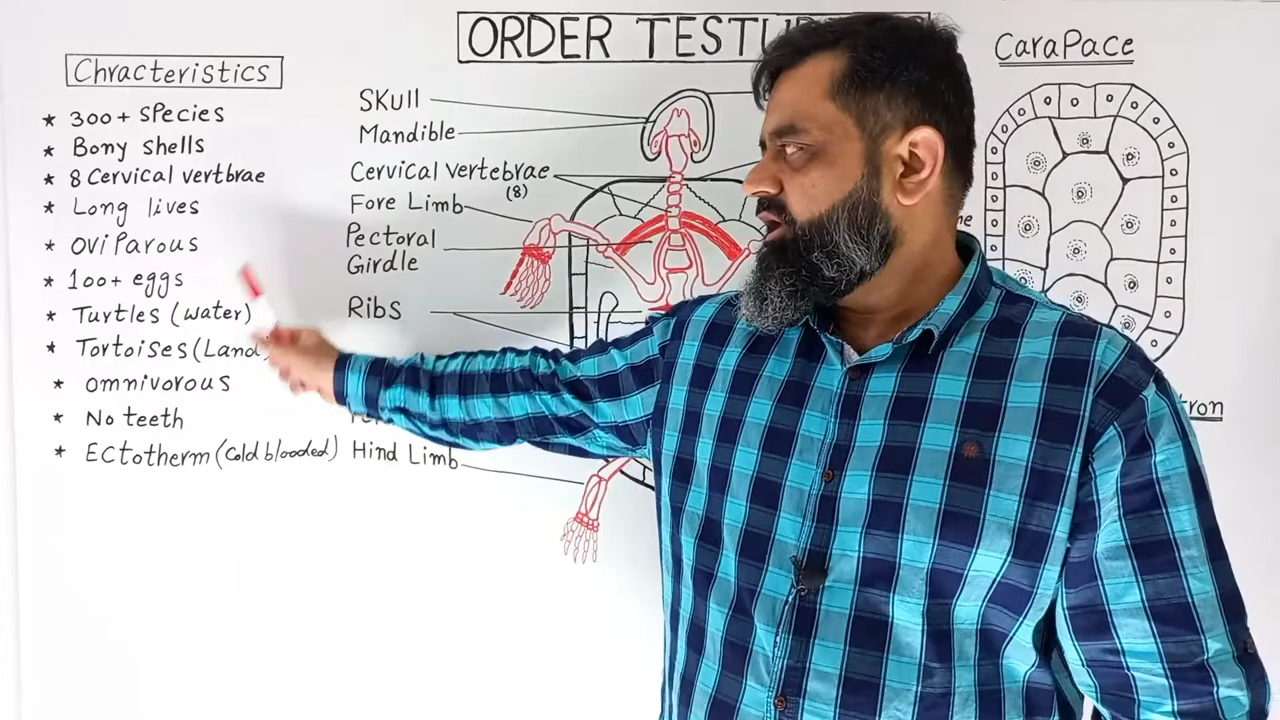 ORDER TESTU
Chracteristics
* 300+ species
* Bony shells
* 8 Cervical vertbrae
* Long lives
* oviparous
* 100+ eggs
* Turtles (water)
* Tortoises (Land)
* omnivorous
* No teeth
* Ectotherm (Cold blooded)
Skull
Mandible
Cervical vertebrae
(8)
Fore Limb
Pectoral
Girdle
Ribs
Hind Limb
CaraPace
tron